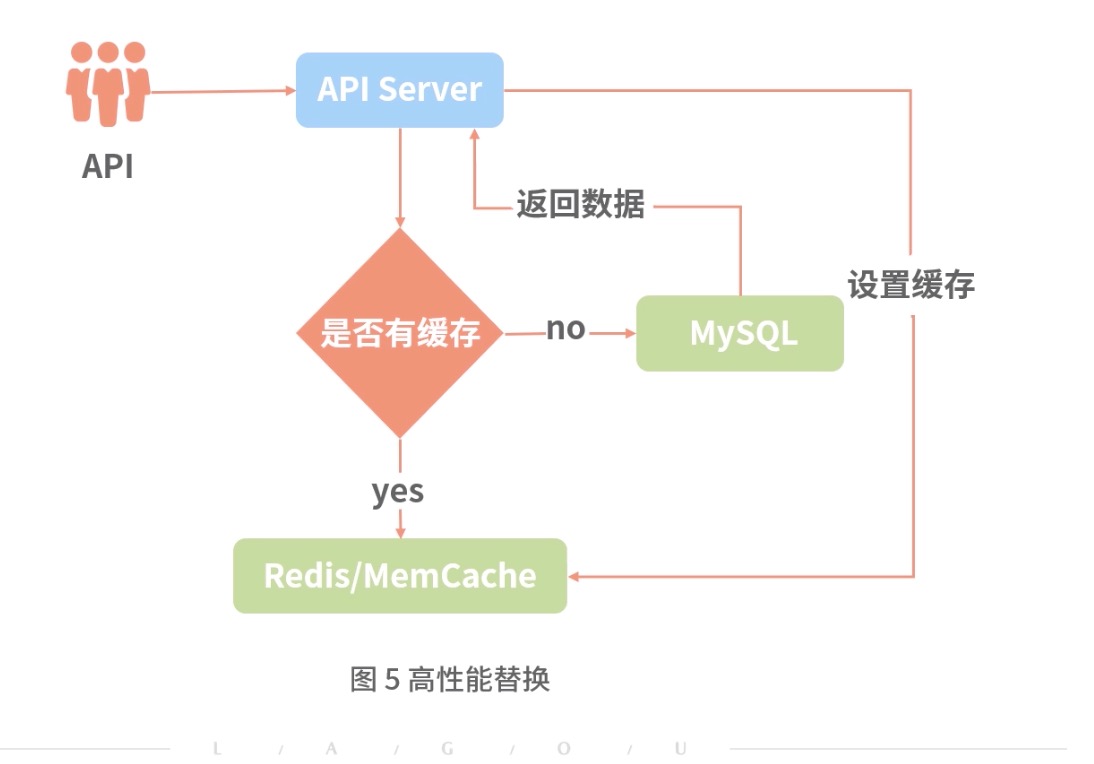 API Server
API
返回数据
设置缓存
是否有缓存
no
MySQL
yes
Redis/MemCache
图 5 高性能替换
L / A / G / O / U